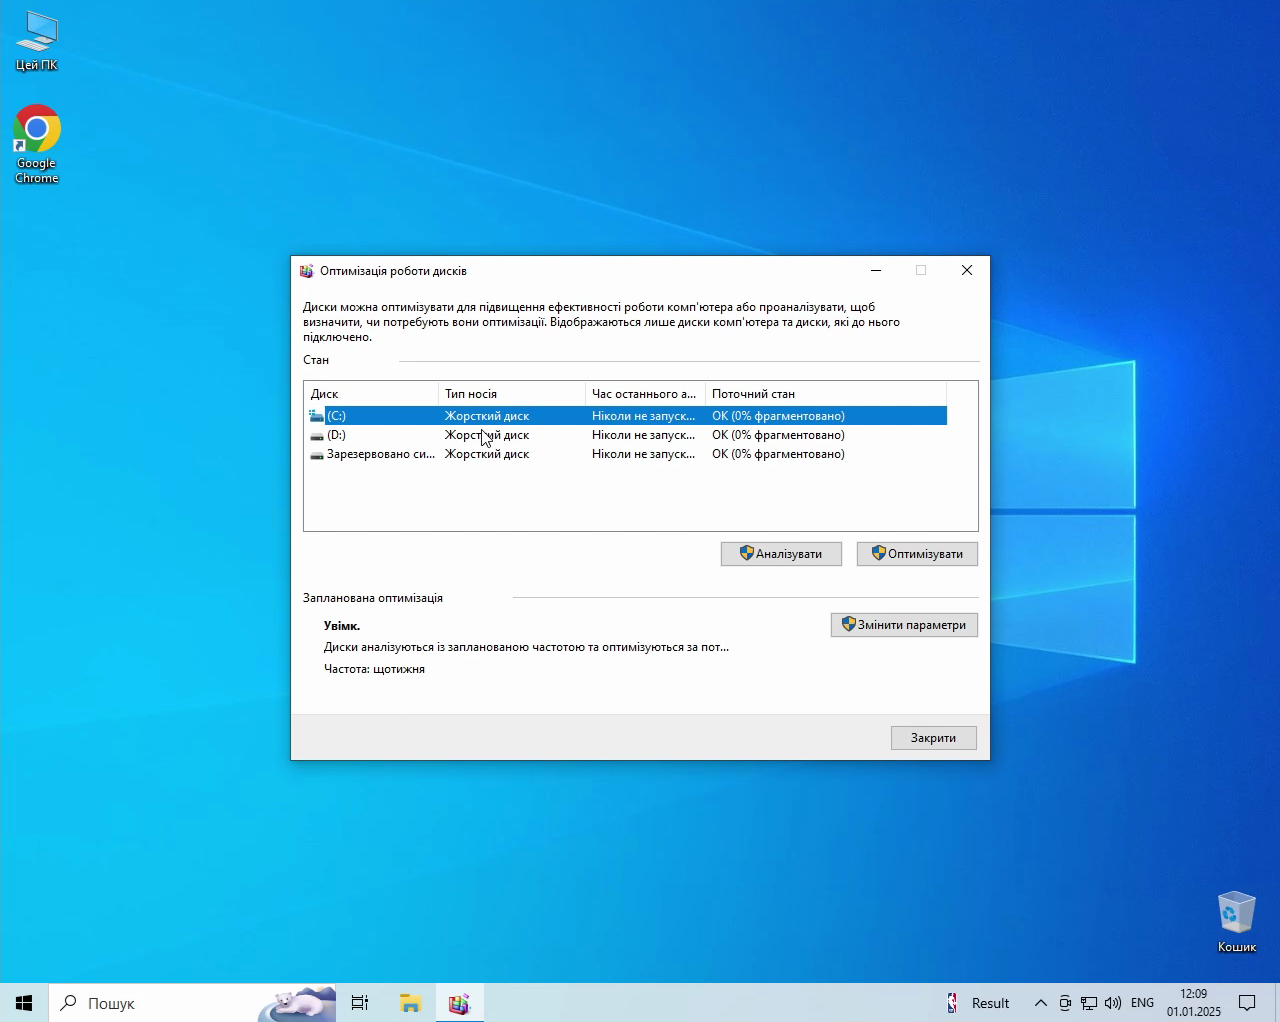 Цей ПК
Google
Chrome
Оптимізація роботи дисків
Диски можна оптимізувати для підвищення ефективності роботи комп'ютера або проаналізувати, щоб
визначити, чи потребують вони оптимізації. Відображаються лише диски комп'ютера та диски, які до нього
підключено.
Стан
Диск Тип носія Час останнього а... Поточний стан
(C:) Жорсткий диск Ніколи не запуск... ОК (0% фрагментовано)
(D:) Жорсткий диск Ніколи не запуск... ОК (0% фрагментовано)
Зарезервовано си... Жорсткий диск Ніколи не запуск... ОК (0% фрагментовано)
Аналізувати Оптимізувати
Запланована оптимізація
Увімк.
Змінити параметри
Диски аналізуються із запланованою частотою та оптимізуються за пот...
Частота: щотижня
Закрити
Кошик
Пошук
Result
ENG
12:09
01.01.2025